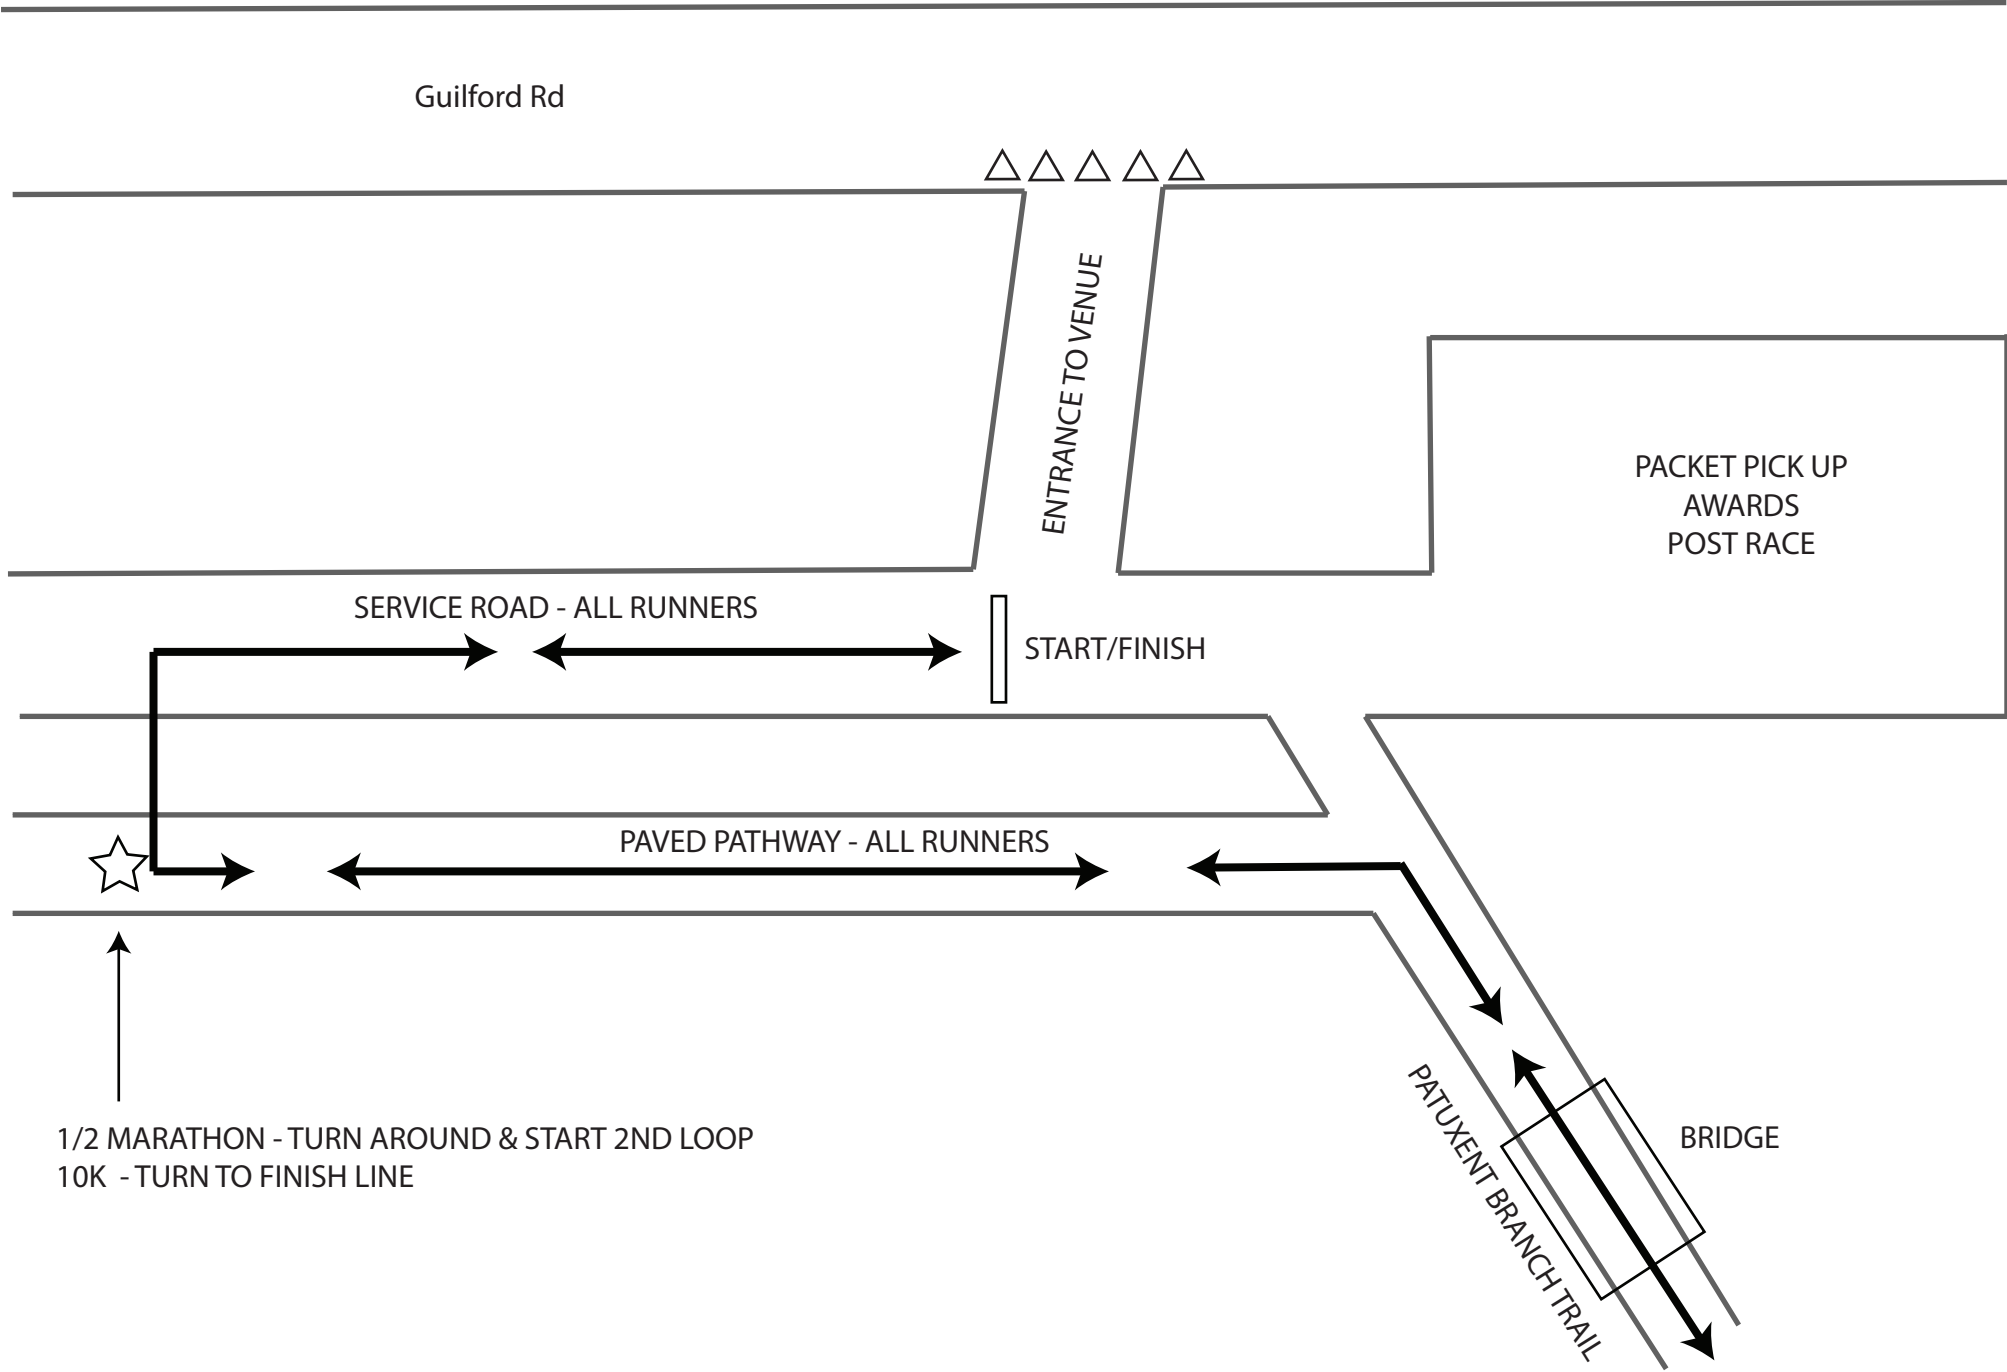 Guilford Rd
ENTRANCE TO VENUE
PACKET PICK UP
AWARDS
POST RACE
SERVICE ROAD - ALL RUNNERS
START/FINISH
PAVED PATHWAY - ALL RUNNERS
PATUXENT BRANCH TRAIL
BRIDGE
1/2 MARATHON - TURN AROUND & START 2ND LOOP
10K - TURN TO FINISH LINE